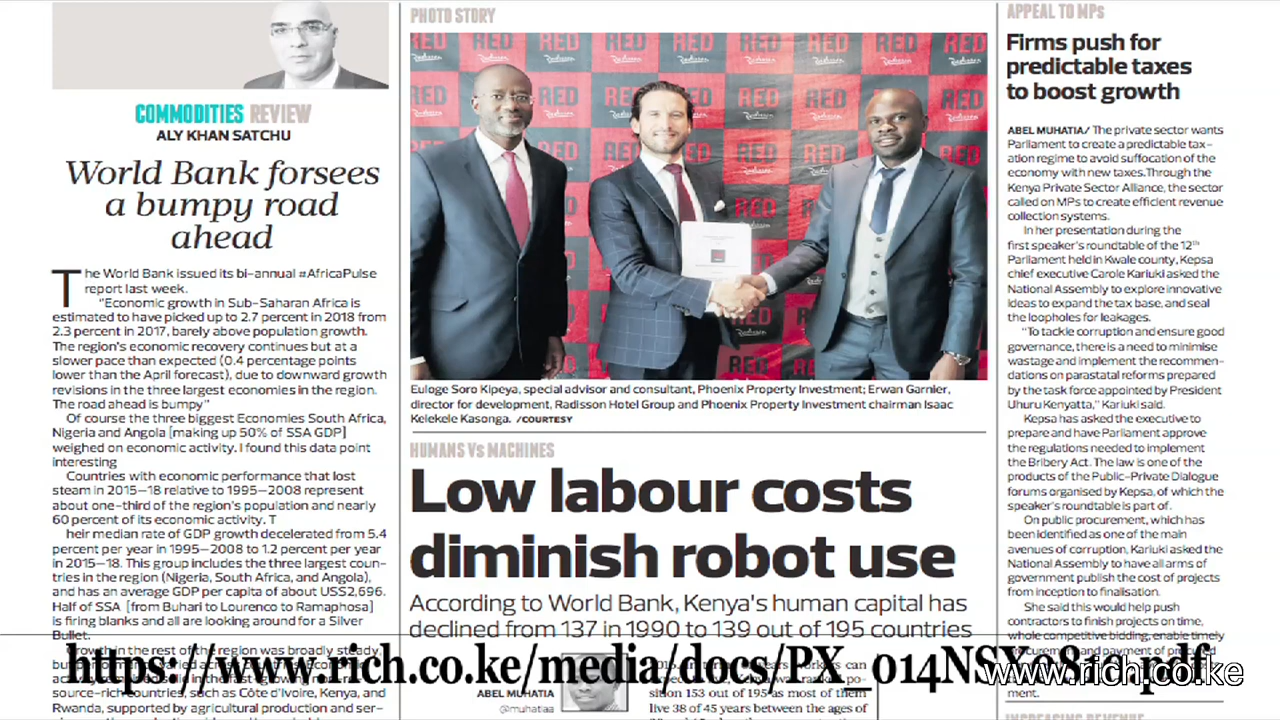 COMMODITIES REVIEW
ALY KHAN SATCHU
World Bank forsees
a bumpy road
ahead
The World Bank issued its bi-annual #AfricaPulse
report last week.
"Economic growth in Sub-Saharan Africa is
estimated to have picked up to 2.7 percent in 2018 from
2.3 percent in 2017, barely above population growth.
The region's economic recovery continues but at a
slower pace than expected (0.4 percentage points
lower than the April forecast), due to downward growth
revisions in the three largest economies in the region.
The road ahead is bumpy"
Of course the three biggest Economies South Africa,
Nigeria and Angola [making up 50% of SSA GDP]
weighed on economic activity. I found this data point
interesting
Countries with economic performance that lost
steam in 2015–18 relative to 1995–2008 represent
about one-third of the region's population and nearly
60 percent of its economic activity. T
heir median rate of GDP growth decelerated from 5.4
percent per year in 1995–2008 to 1.2 percent per year
in 2015–18. This group includes the three largest coun-
tries in the region (Nigeria, South Africa, and Angola),
and has an average GDP per capita of about US$2,696.
Half of SSA [from Buhari to Lourenco to Ramaphosa]
is firing blanks and all are looking around for a Silver
Bullet.
Growth in the rest of the region was broadly steady,
source-rich countries, such as Côte d'Ivoire, Kenya, and
Rwanda, supported by agricultural production and ser-
PHOTO STORY
RED RED RED RED RED
Radisson
Euloge Soro Kipeya, special advisor and consultant, Phoenix Property Investment; Erwan Garnier,
director for development, Radisson Hotel Group and Phoenix Property Investment chairman Isaac
Kelekele Kasonga. /COURTESY
HUMANS Vs MACHINES
Low labour costs
diminish robot use
According to World Bank, Kenya's human capital has
declined from 137 in 1990 to 139 out of 195 countries
ABEL MUHATIA
@muhatiaa
sition 153 out of 195 as most of them
live 38 of 45 years between the ages of
APPEAL TO MPs
Firms push for
predictable taxes
to boost growth
ABEL MUHATIA/ The private sector wants
Parliament to create a predictable tax-
ation regime to avoid suffocation of the
economy with new taxes.Through the
Kenya Private Sector Alliance, the sector
called on MPs to create efficient revenue
collection systems.
In her presentation during the
first speaker's roundtable of the 12th
Parliament held in Kwale county, Kepsa
chief executive Carole Kariuki asked the
National Assembly to explore innovative
ideas to expand the tax base, and seal
the loopholes for leakages.
"To tackle corruption and ensure good
governance, there is a need to minimise
wastage and implement the recommen-
dations on parastatal reforms prepared
by the task force appointed by President
Uhuru Kenyatta," Kariuki said.
Kepsa has asked the executive to
prepare and have Parliament approve
the regulations needed to implement
the Bribery Act. The law is one of the
products of the Public-Private Dialogue
forums organised by Kepsa, of which the
speaker's roundtable is part of.
On public procurement, which has
been identified as one of the main
avenues of corruption, Kariuki asked the
National Assembly to have all arms of
government publish the cost of projects
from inception to finalisation.
She said this would help push
contractors to finish projects on time,
whole competitive bidding, enable timely
ment.
INCREASING REVENUE
www.rich.co.ke